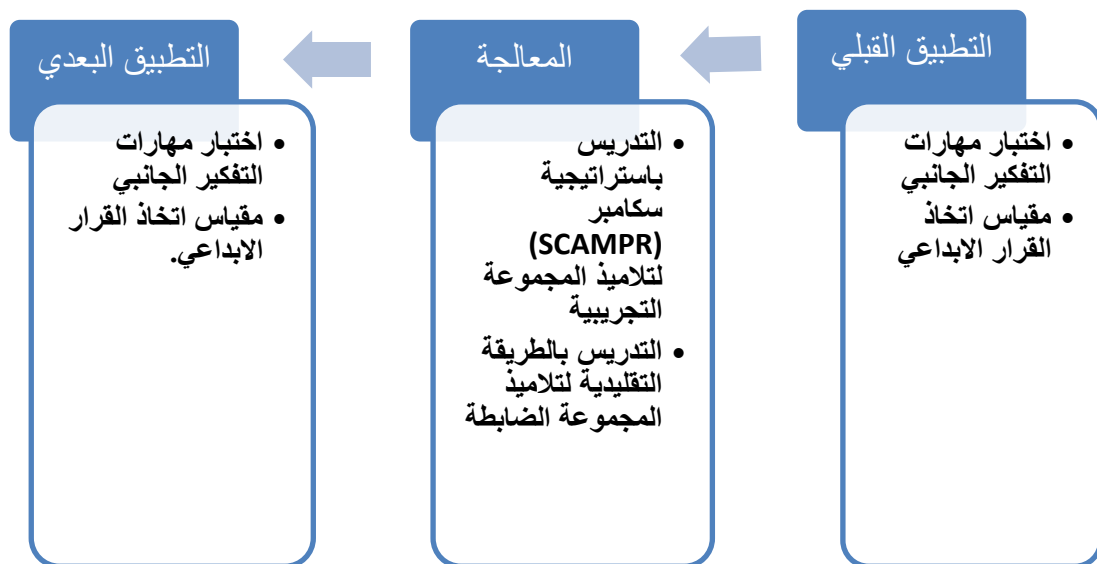 التطبيق القبلي
• اختبار مهارات
التفكير الجانبي
• مقياس اتخاذ
القرار الابداعي
المعالجة
• التدريس
باستراتيجية
سكامبر
(SCAMPR)
لتلاميذ المجموعة
التجريبية
• التدريس بالطريقة
التقليدية لتلاميذ
المجموعة الضابطة
التطبيق البعدي
• اختبار مهارات
التفكير الجانبي
• مقياس اتخاذ القرار
الابداعي.